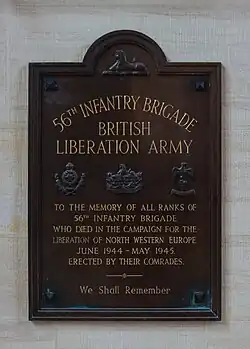 56TH INFANTRY BRIGADE
BRITISH
LIBERATION ARMY
TO THE MEMORY OF ALL RANKS OF
56TH INFANTRY BRIGADE
WHO DIED IN THE CAMPAIGN FOR THE
LIBERATION OF NORTH WESTERN EUROPE
JUNE 1944 - MAY 1945.
ERECTED BY THEIR COMRADES.
We Shall Remember